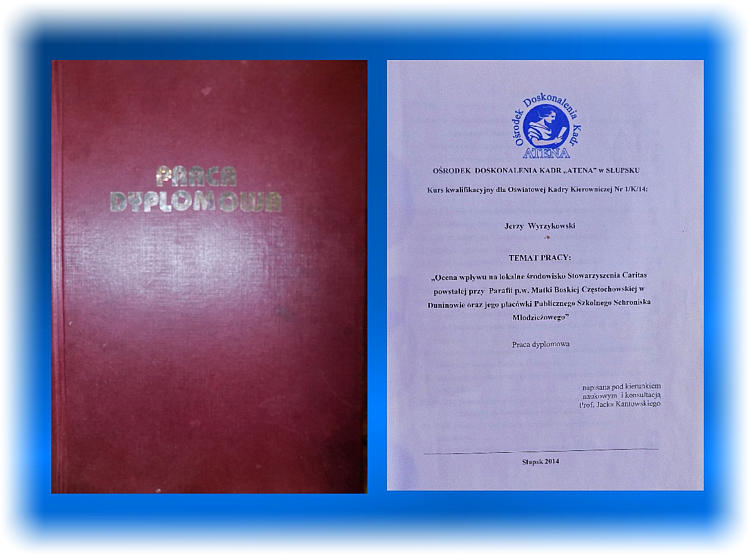 PRACA
DYPLOMOWA
Ośrodek Doskonalenia Kadr
ATENA
OŚRODEK DOSKONALENIA KADR „ATENA" w SŁUPSKU
Kurs kwalifikacyjny dla Oświatowej Kadry Kierowniczej Nr 1/K/14:
Jerzy Wyrzykowski
TEMAT PRACY:
„Ocena wpływu na lokalne środowisko Stowarzyszenia Caritas
powstałej przy Parafii p.w. Matki Boskiej Częstochowskiej w
Duninowie oraz jego placówki Publicznego Szkolnego Schroniska
Młodzieżowego"
Praca dyplomowa
napisana pod kierunkiem
naukowym i konsultacją
Prof. Jacka Kantowskiego
Słupsk 2014